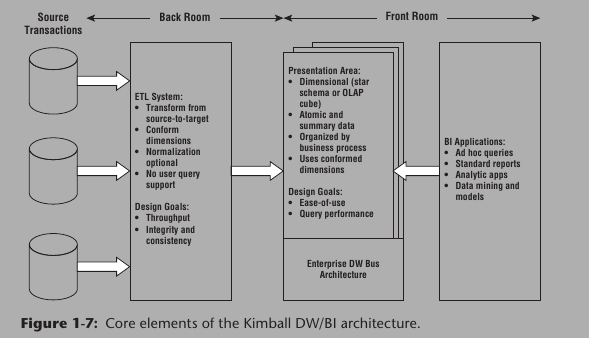 Source
Transactions
Back Room
Front Room
ETL System:
• Transform from
source-to-target
• Conform
dimensions
• Normalization
optional
• No user query
support
Design Goals:
• Throughput
• Integrity and
consistency
Presentation Area:
• Dimensional (star
schema or OLAP
cube)
• Atomic and
summary data
• Organized by
business process
• Uses conformed
dimensions
Design Goals:
• Ease-of-use
• Query performance
Enterprise DW Bus
Architecture
BI Applications:
• Ad hoc queries
• Standard reports
• Analytic apps
• Data mining and
models
Figure 1-7: Core elements of the Kimball DW/BI architecture.